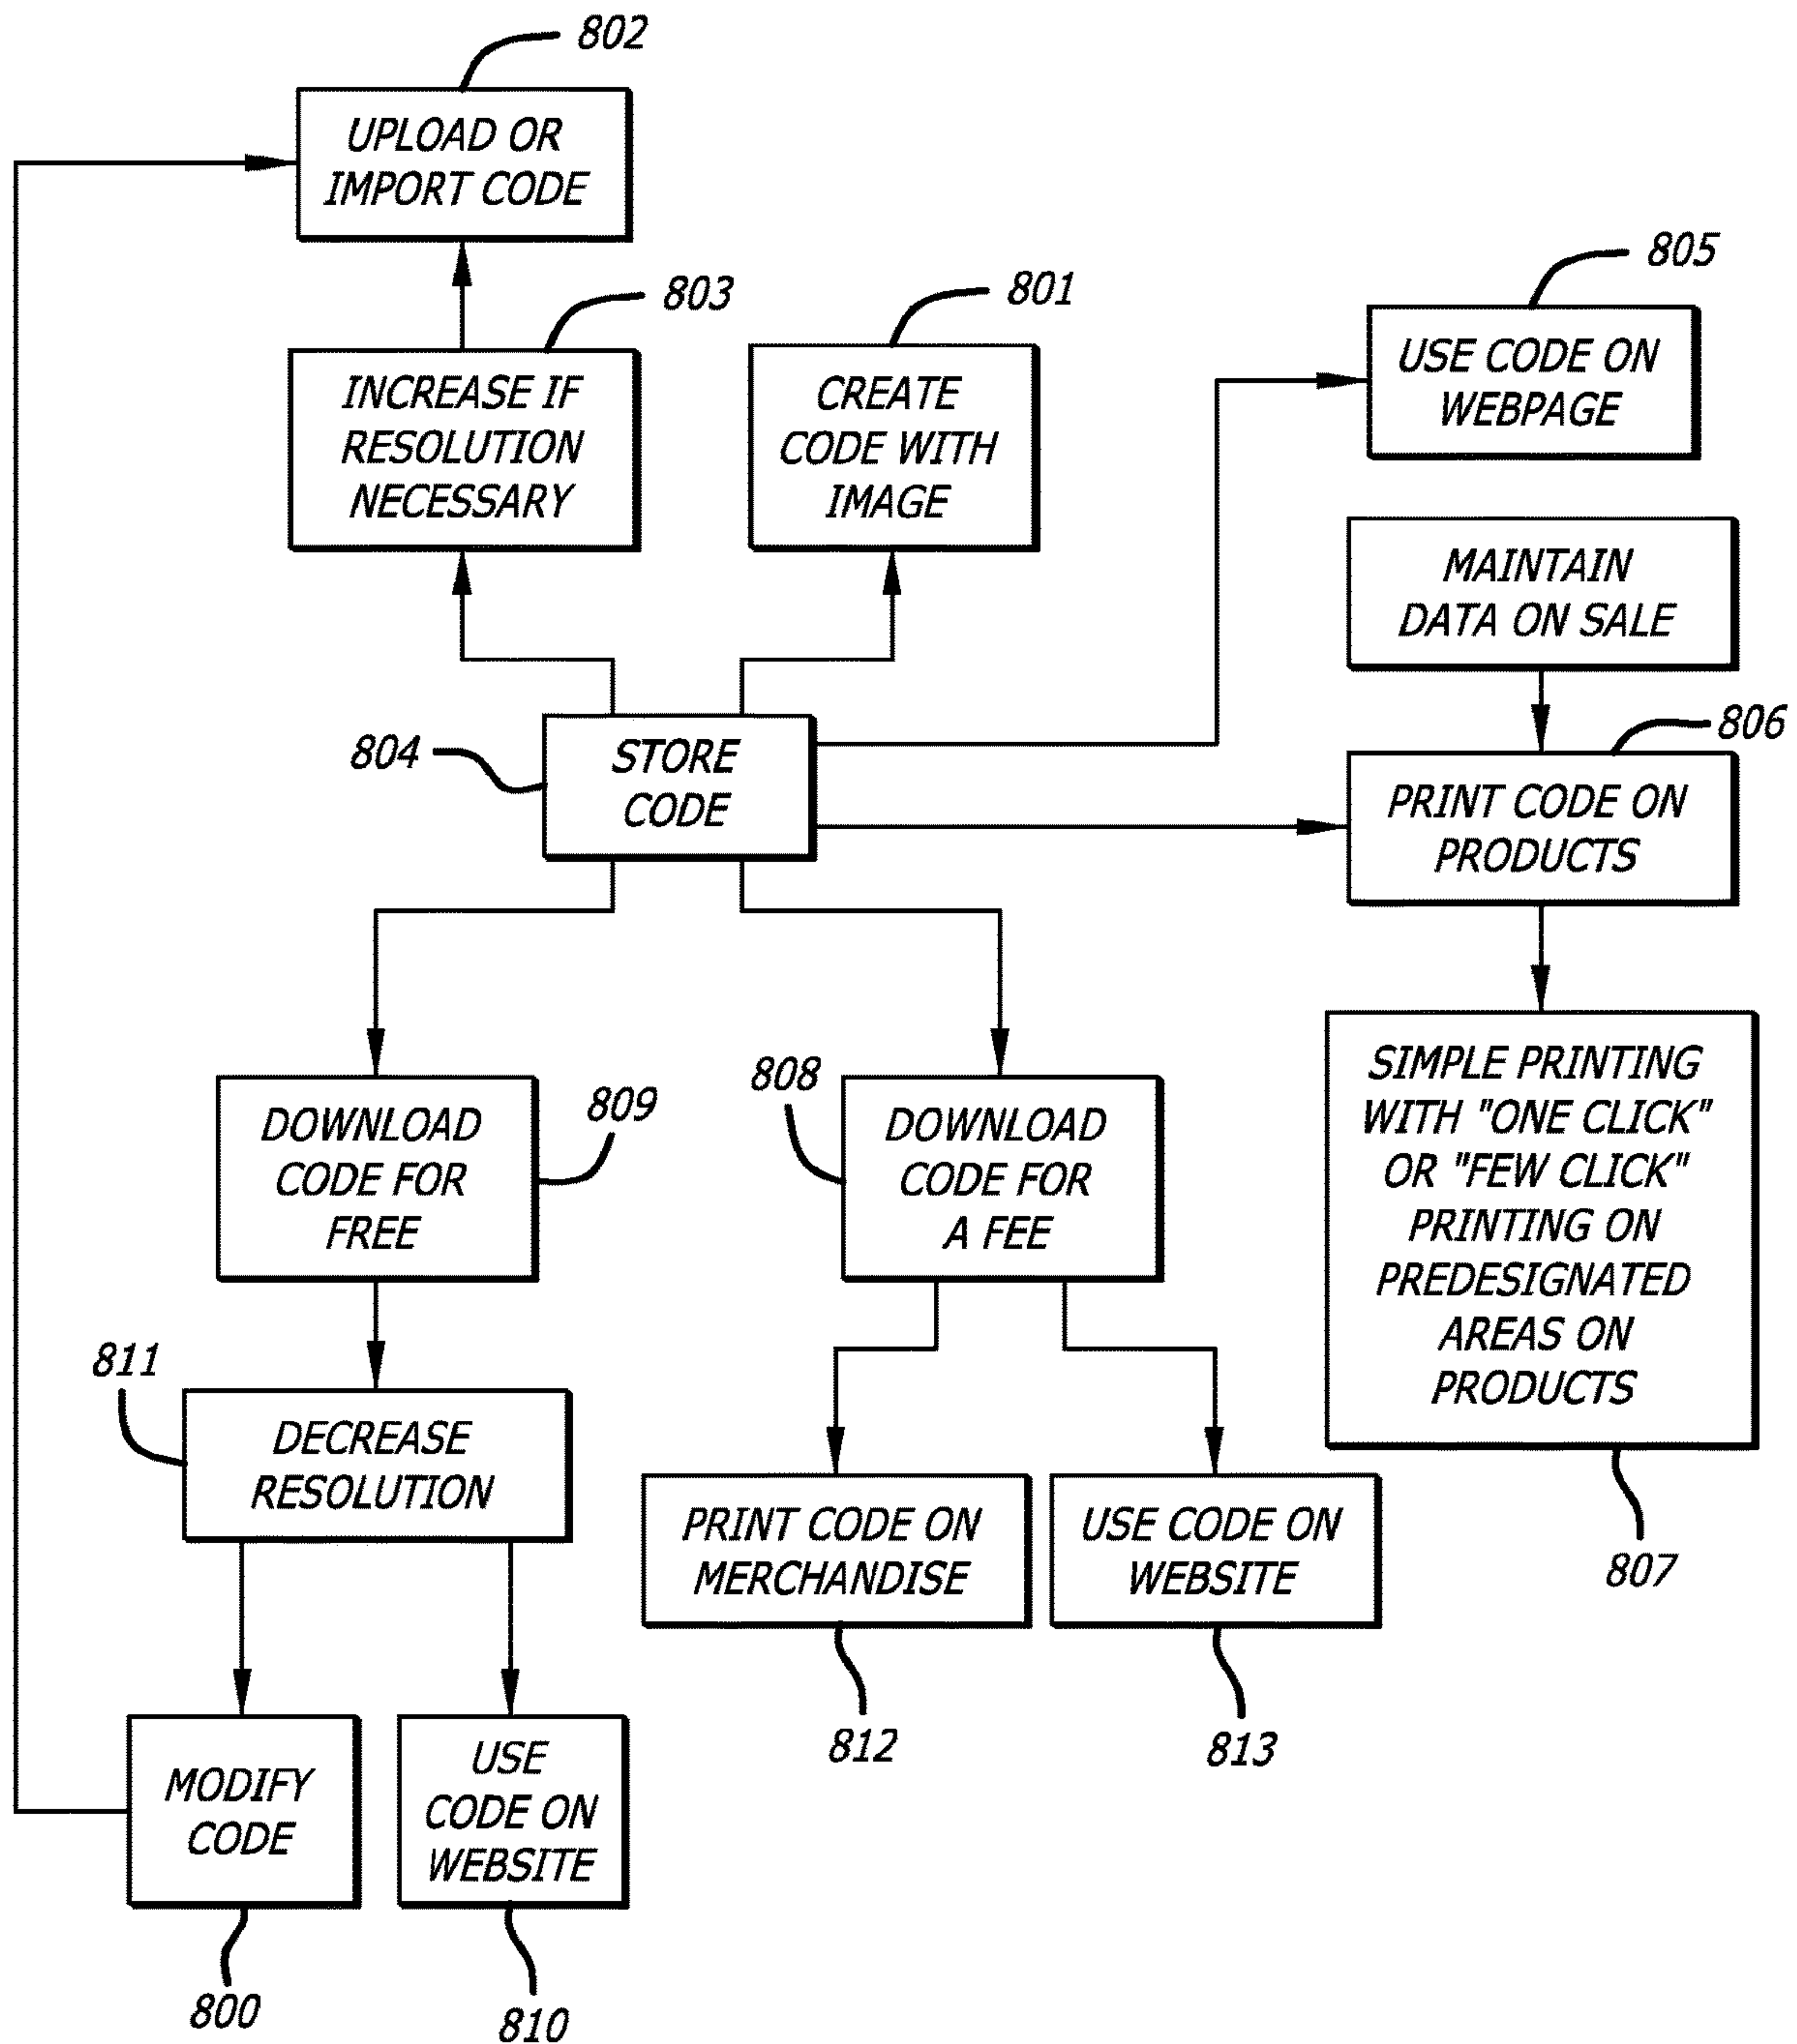 802
UPLOAD OR
IMPORT CODE
803
INCREASE IF
RESOLUTION
NECESSARY
801
CREATE
CODE WITH
IMAGE
805
USE CODE ON
WEBPAGE
MAINTAIN
DATA ON SALE
804
STORE
CODE
806
PRINT CODE ON
PRODUCTS
809
DOWNLOAD
CODE FOR
FREE
808
DOWNLOAD
CODE FOR
A FEE
SIMPLE PRINTING
WITH "ONE CLICK"
OR "FEW CLICK"
PRINTING ON
PREDESIGNATED
AREAS ON
PRODUCTS
807
811
DECREASE
RESOLUTION
PRINT CODE ON
MERCHANDISE
812
USE CODE ON
WEBSITE
813
MODIFY
CODE
800
USE
CODE ON
WEBSITE
810